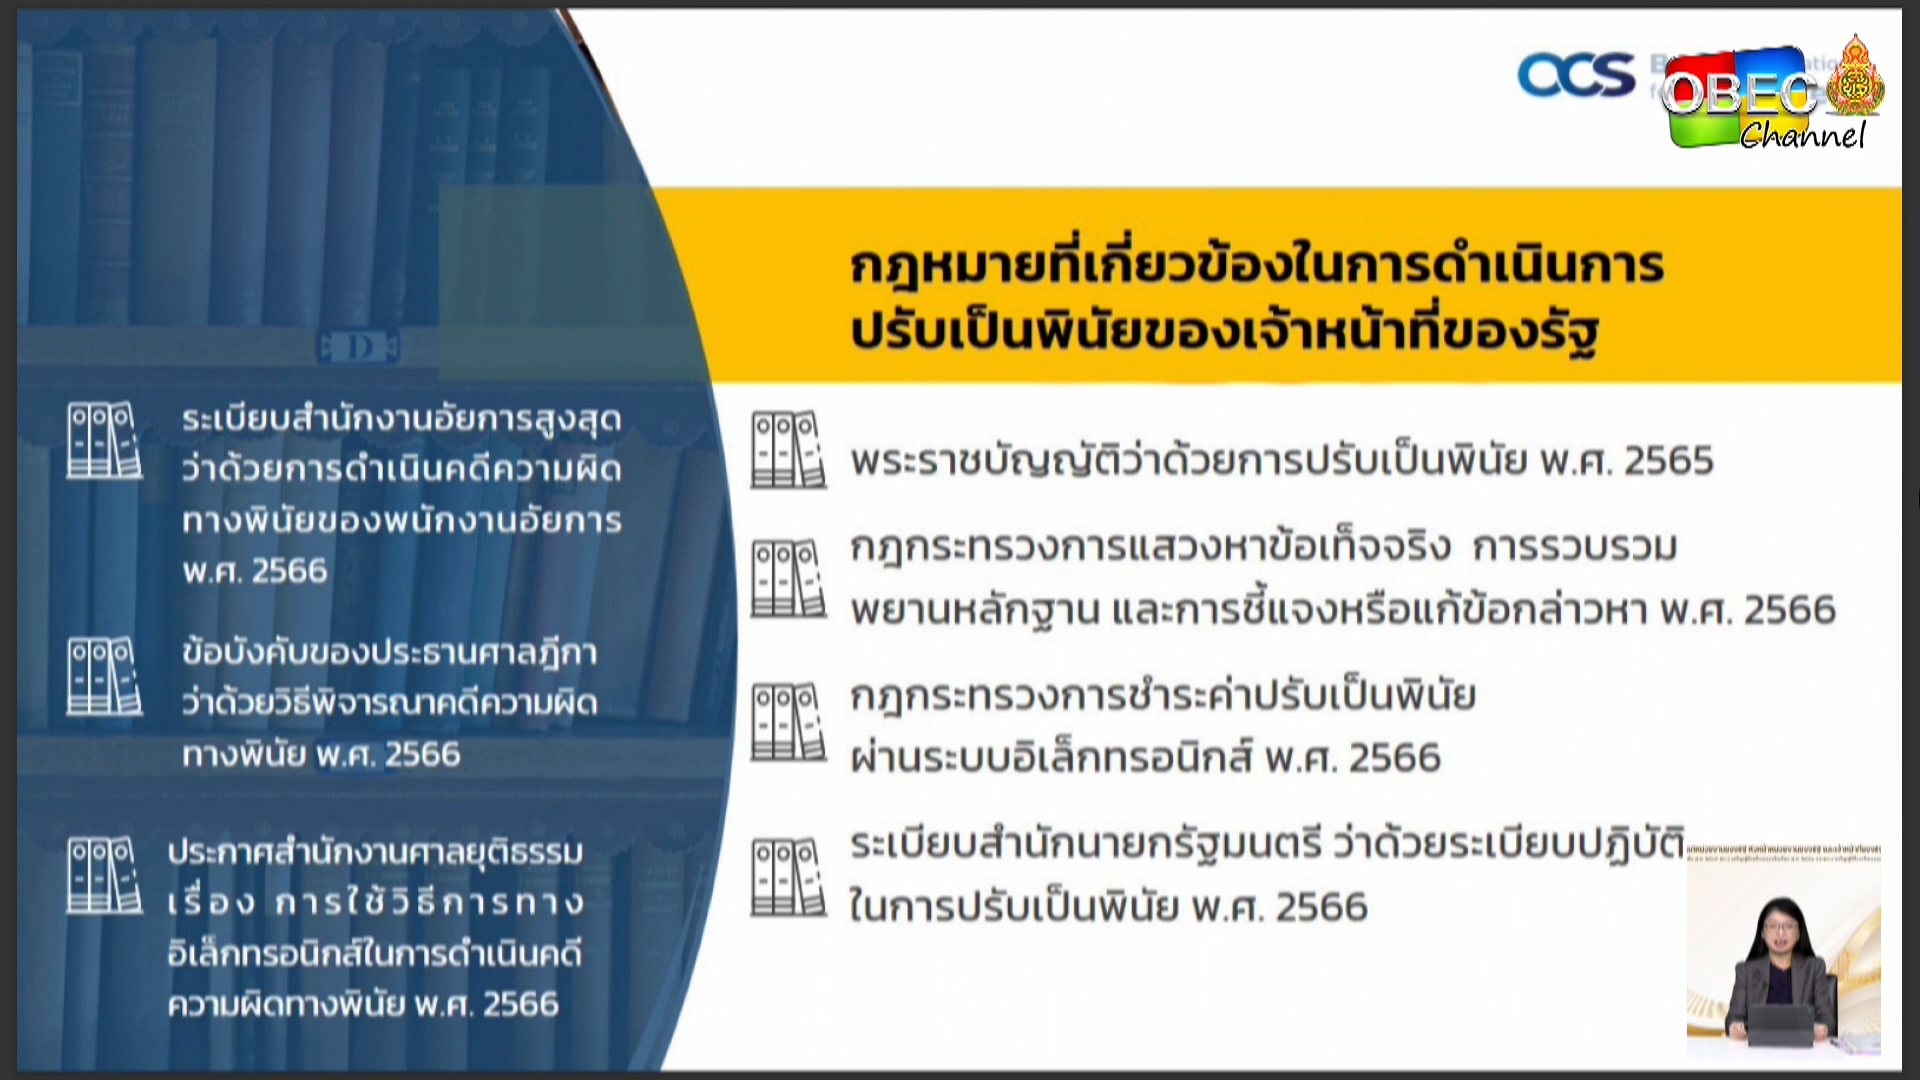 OCS
OBEC
Channel
กฎหมายที่เกี่ยวข้องในการดำเนินการ
ปรับเป็นพินัยของเจ้าหน้าที่ของรัฐ
D
ระเบียบสำนักงานอัยการสูงสุด
ว่าด้วยการดำเนินคดีความผิด
ทางพินัยของพนักงานอัยการ
พ.ศ. 2566
ข้อบังคับของประธานศาลฎีกา
ว่าด้วยวิธีพิจารณาคดีความผิด
ทางพินัย พ.ศ. 2566
ประกาศสำนักงานศาลยุติธรรม
เรื่อง การใช้วิธีการทาง
อิเล็กทรอนิกส์ในการดำเนินคดี
ความผิดทางพินัย พ.ศ. 2566
พระราชบัญญัติว่าด้วยการปรับเป็นพินัย พ.ศ. 2565
กฎกระทรวงการแสวงหาข้อเท็จจริง การรวบรวม
พยานหลักฐาน และการชี้แจงหรือแก้ข้อกล่าวหา พ.ศ. 2566
กฎกระทรวงการชำระค่าปรับเป็นพินัย
ผ่านระบบอิเล็กทรอนิกส์ พ.ศ. 2566
ระเบียบสำนักนายกรัฐมนตรี ว่าด้วยระเบียบปฏิบัติ
ในการปรับเป็นพินัย พ.ศ. 2566